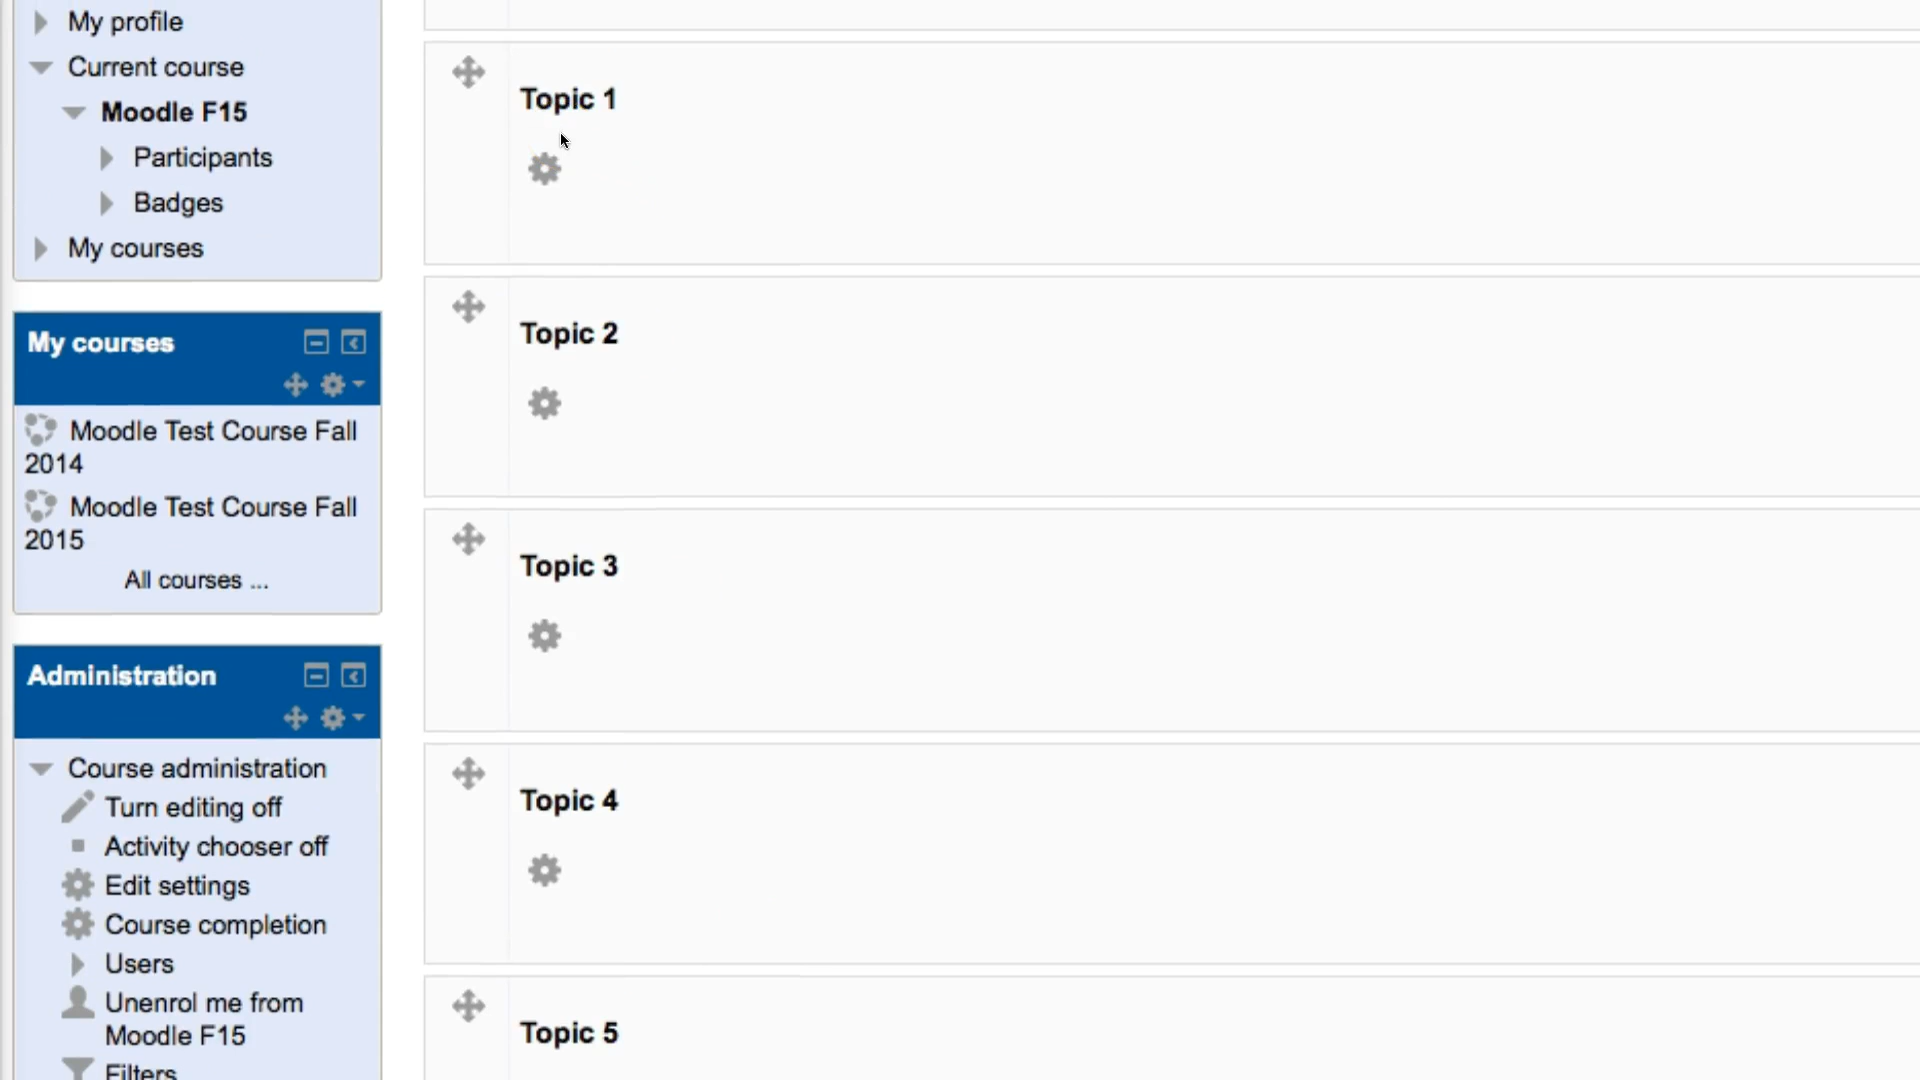 My profile
Current course
Moodle F15
Participants
Badges
My courses
My courses
Moodle Test Course Fall
2014
Moodle Test Course Fall
2015
All courses ...
Administration
Course administration
Turn editing off
Activity chooser off
Edit settings
Course completion
Users
Unenrol me from
Moodle F15
Filters
Topic 1
Topic 2
Topic 3
Topic 4
Topic 5